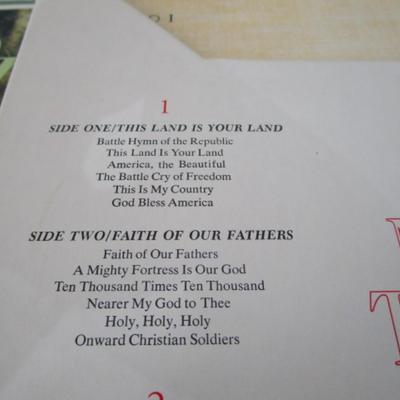 1
SIDE ONE/THIS LAND IS YOUR LAND
Battle Hymn of the Republic
This Land Is Your Land
America, the Beautiful
The Battle Cry of Freedom
This Is My Country
God Bless America
SIDE TWO/FAITH OF OUR FATHERS
Faith of Our Fathers
A Mighty Fortress Is Our God
Ten Thousand Times Ten Thousand
Nearer My God to Thee
Holy, Holy, Holy
Onward Christian Soldiers